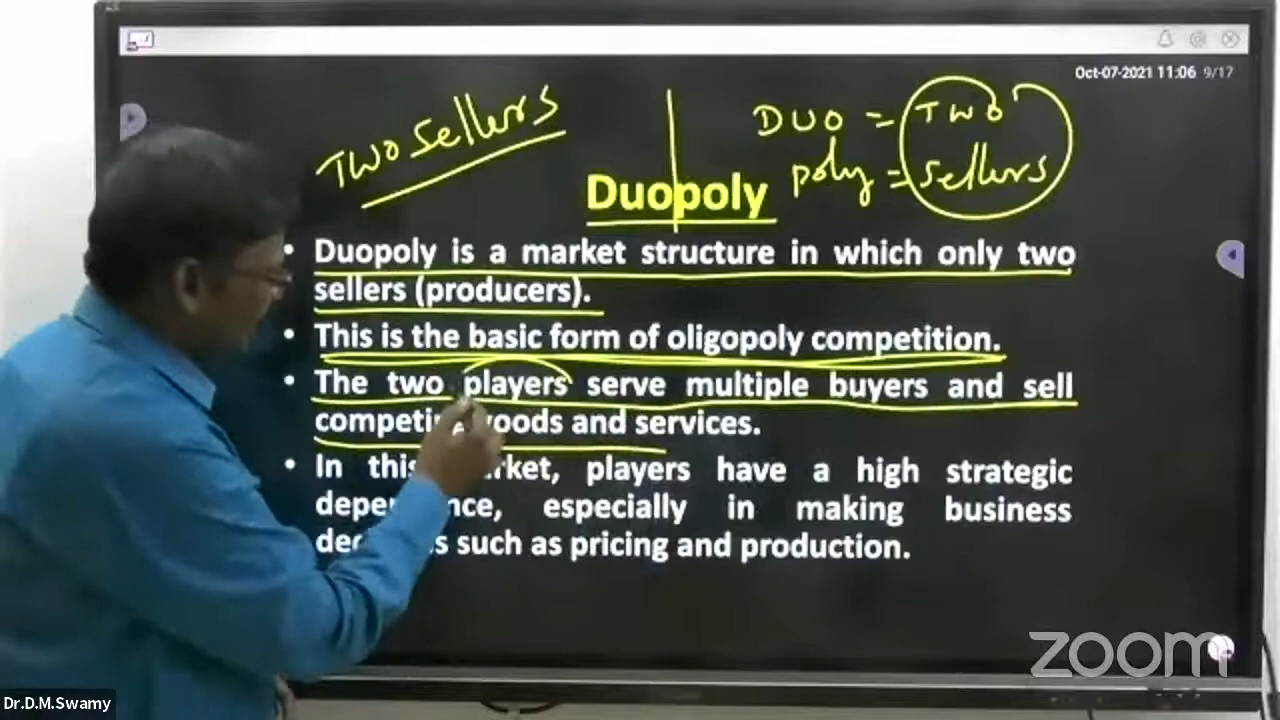 Oct-07-2021 11:06 9/17
TWO Sellers
DUO = TWO
poly = sellers
Duopoly
• Duopoly is a market structure in which only two
sellers (producers).
• This is the basic form of oligopoly competition.
• The two players serve multiple buyers and sell
goods and services.
• In this market, players have a high strategic
especially in making business
such as pricing and production.
zoom
Dr.D.M.Swamy